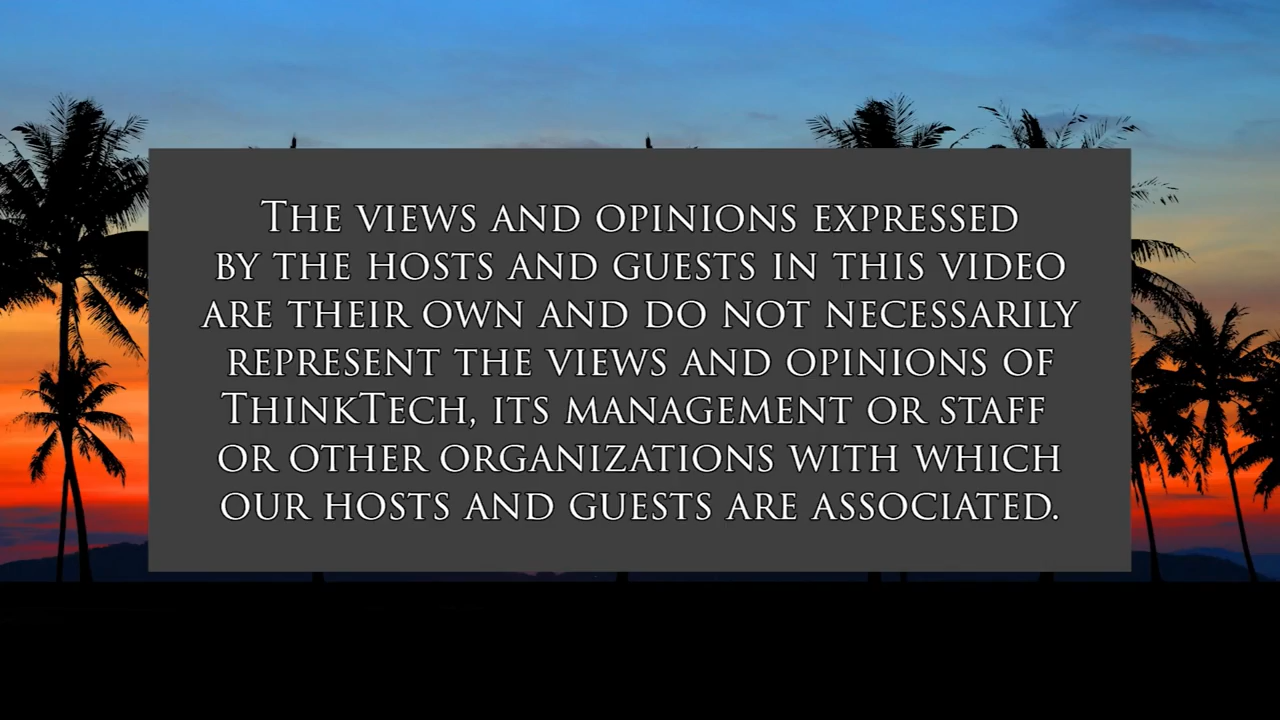 The views and opinions expressed
by the hosts and guests in this video
are their own and do not necessarily
represent the views and opinions of
ThinkTech, its management or staff
or other organizations with which
our hosts and guests are associated.